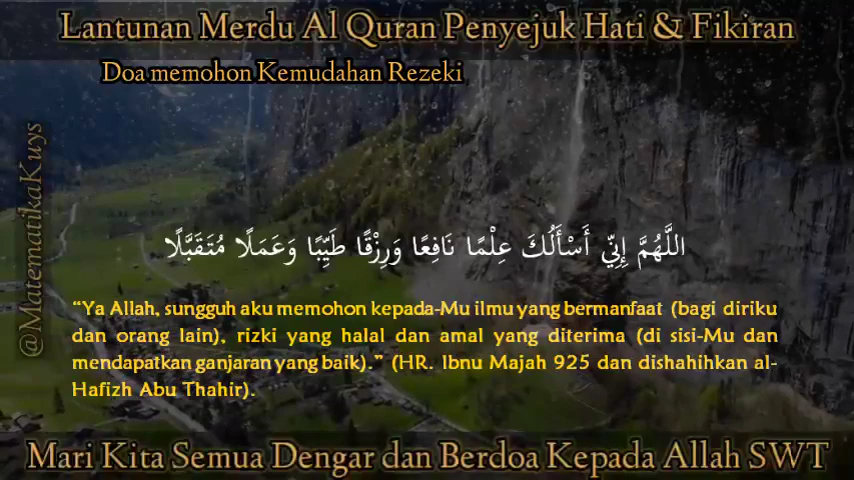 Lantunan Merdu Al Quran Penyejuk Hati & Fikiran
Doa memohon Kemudahan Rezeki
@MatematikaKuys
اللَّهُمَّ إِنِّي أَسْأَلُكَ عِلْمًا نَافِعًا وَرِزْقًا طَيِّبًا وَعَمَلًا مُتَقَبَّلًا
“Ya Allah, sungguh aku memohon kepada-Mu ilmu yang bermanfaat (bagi diriku
dan orang lain), rizki yang halal dan amal yang diterima (di sisi-Mu dan
mendapatkan ganjaran yang baik).” (HR. Ibnu Majah 925 dan dishahihkan al-
Hafizh Abu Thahir).
Mari Kita Semua Dengar dan Berdoa Kepada Allah SWT